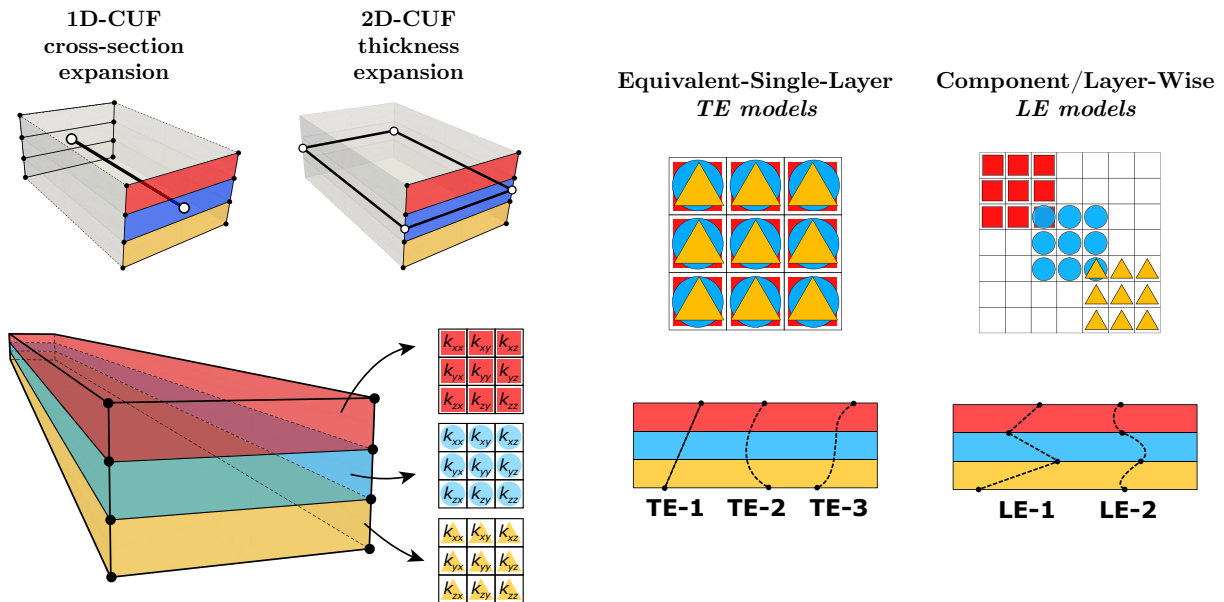 1D-CUF
cross-section
expansion
2D-CUF
thickness
expansion
Equivalent-Single-Layer
TE models
Component/Layer-Wise
LE models
kxx kxy kxz
kyx kyy kyz
kzx kzy kzz
kxx kxy kxz
kyx kyy kyz
kzx kzy kzz
kxx kxy kxz
kyx kyy kyz
kzx kzy kzz
TE-1 TE-2 TE-3
LE-1 LE-2